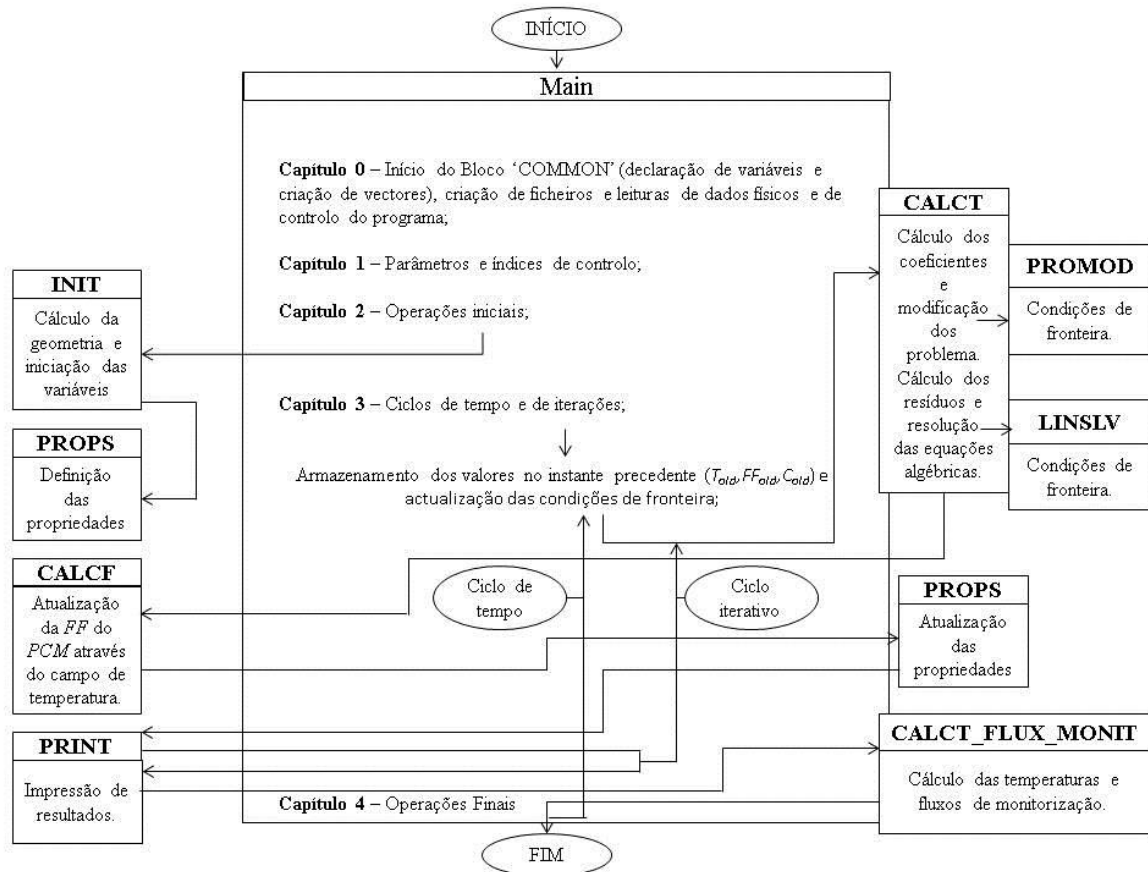 INÍCIO
Main
Capítulo 0 – Início do Bloco ‘COMMON’ (declaração de variáveis e
criação de vectores), criação de ficheiros e leituras de dados físicos e de
controlo do programa;
Capítulo 1 – Parâmetros e índices de controlo;
Capítulo 2 – Operações iniciais;
Capítulo 3 – Ciclos de tempo e de iterações;
Armazenamento dos valores no instante precedente (Told,FFold,Cold) e
actualização das condições de fronteira;
Ciclo de
tempo
Ciclo
iterativo
Capítulo 4 – Operações Finais
FIM
INIT
Cálculo da
geometria e
iniciação das
variáveis
PROPS
Definição
das
propriedades
CALCF
Atualização
da FF do
PCM através
do campo de
temperatura.
PRINT
Impressão de
resultados.
CALCT
Cálculo dos
coeficientes
e
modificação
dos
problema.
Cálculo dos
resíduos e
resolução
das equações
algébricas.
PROMOD
Condições de
fronteira.
LINSLV
Condições de
fronteira.
PROPS
Atualização
das
propriedades
CALCT_FLUX_MONIT
Cálculo das temperaturas e
fluxos de monitorização.